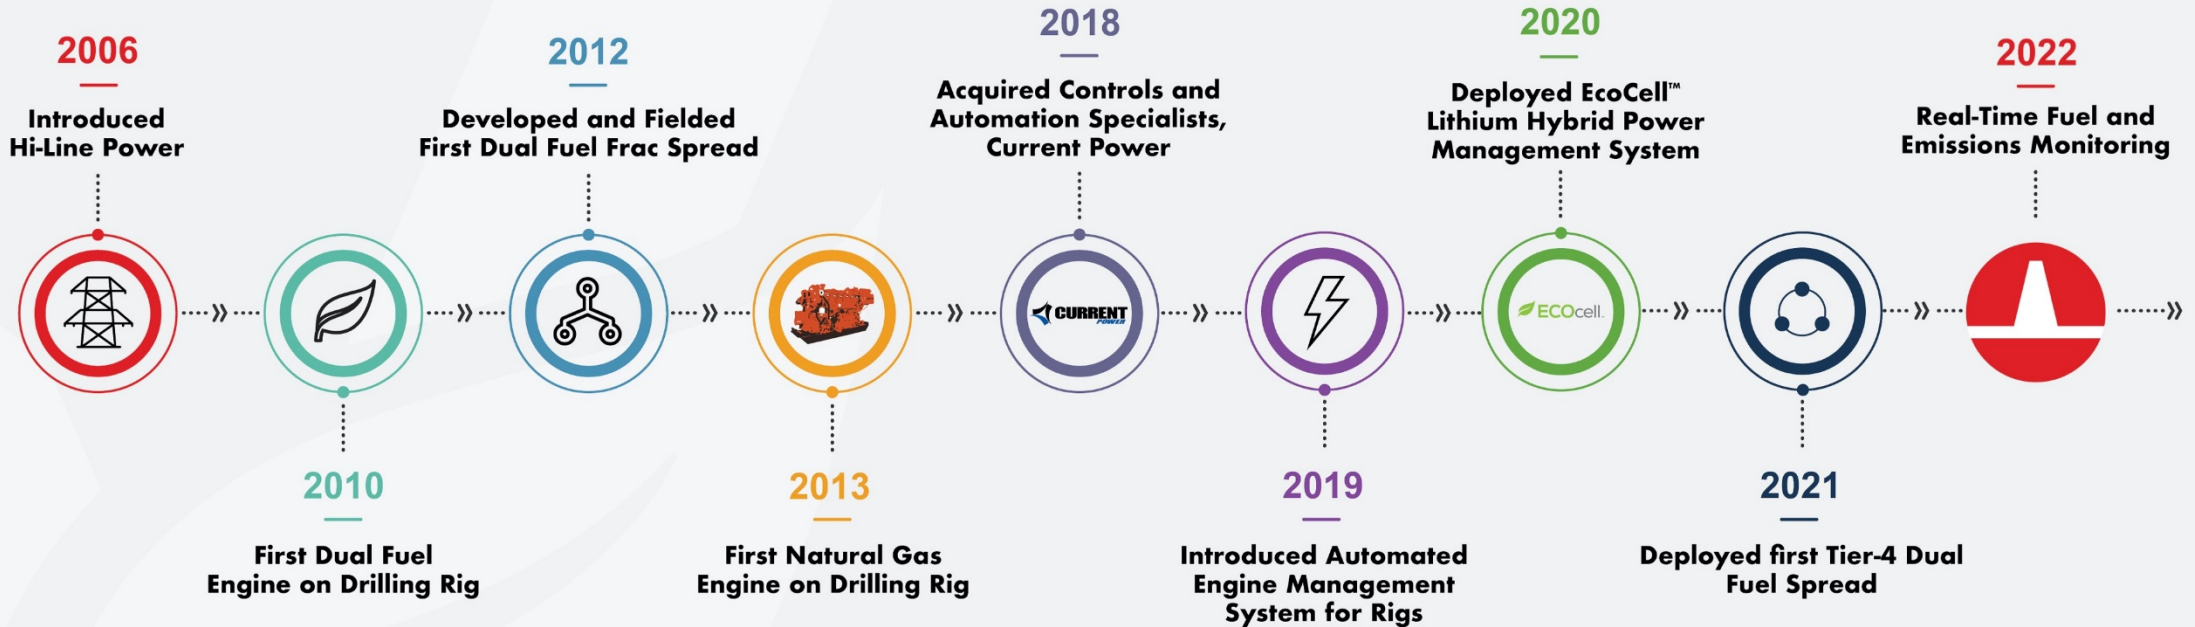 2006
Introduced
Hi-Line Power
2010
First Dual Fuel
Engine on Drilling Rig
2012
Developed and Fielded
First Dual Fuel Frac Spread
2013
First Natural Gas
Engine on Drilling Rig
2018
Acquired Controls and
Automation Specialists,
Current Power
CURRENT
POWER
2019
Introduced Automated
Engine Management
System for Rigs
2020
Deployed EcoCell™
Lithium Hybrid Power
Management System
ECOcell.
2021
Deployed first Tier-4 Dual
Fuel Spread
2022
Real-Time Fuel and
Emissions Monitoring